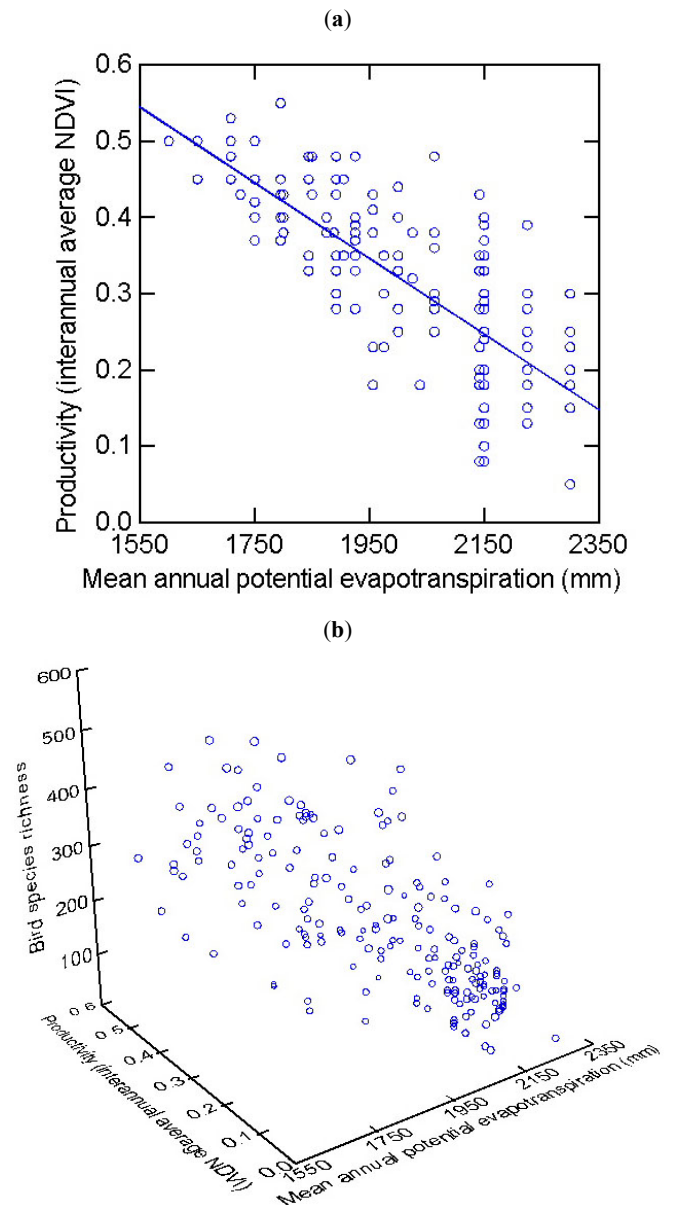 (a)
Productivity (interannual average NDVI)
0.6
0.5
0.4
0.3
0.2
0.1
0.0
1550 1750 1950 2150 2350
Mean annual potential evapotranspiration (mm)
(b)
Bird species richness
600
500
400
300
200
100
0.6
0.5
0.4
0.3
0.2
0.1
0.0
Productivity (interannual average NDVI)
1550 1750 1950 2150 2350
Mean annual potential evapotranspiration (mm)